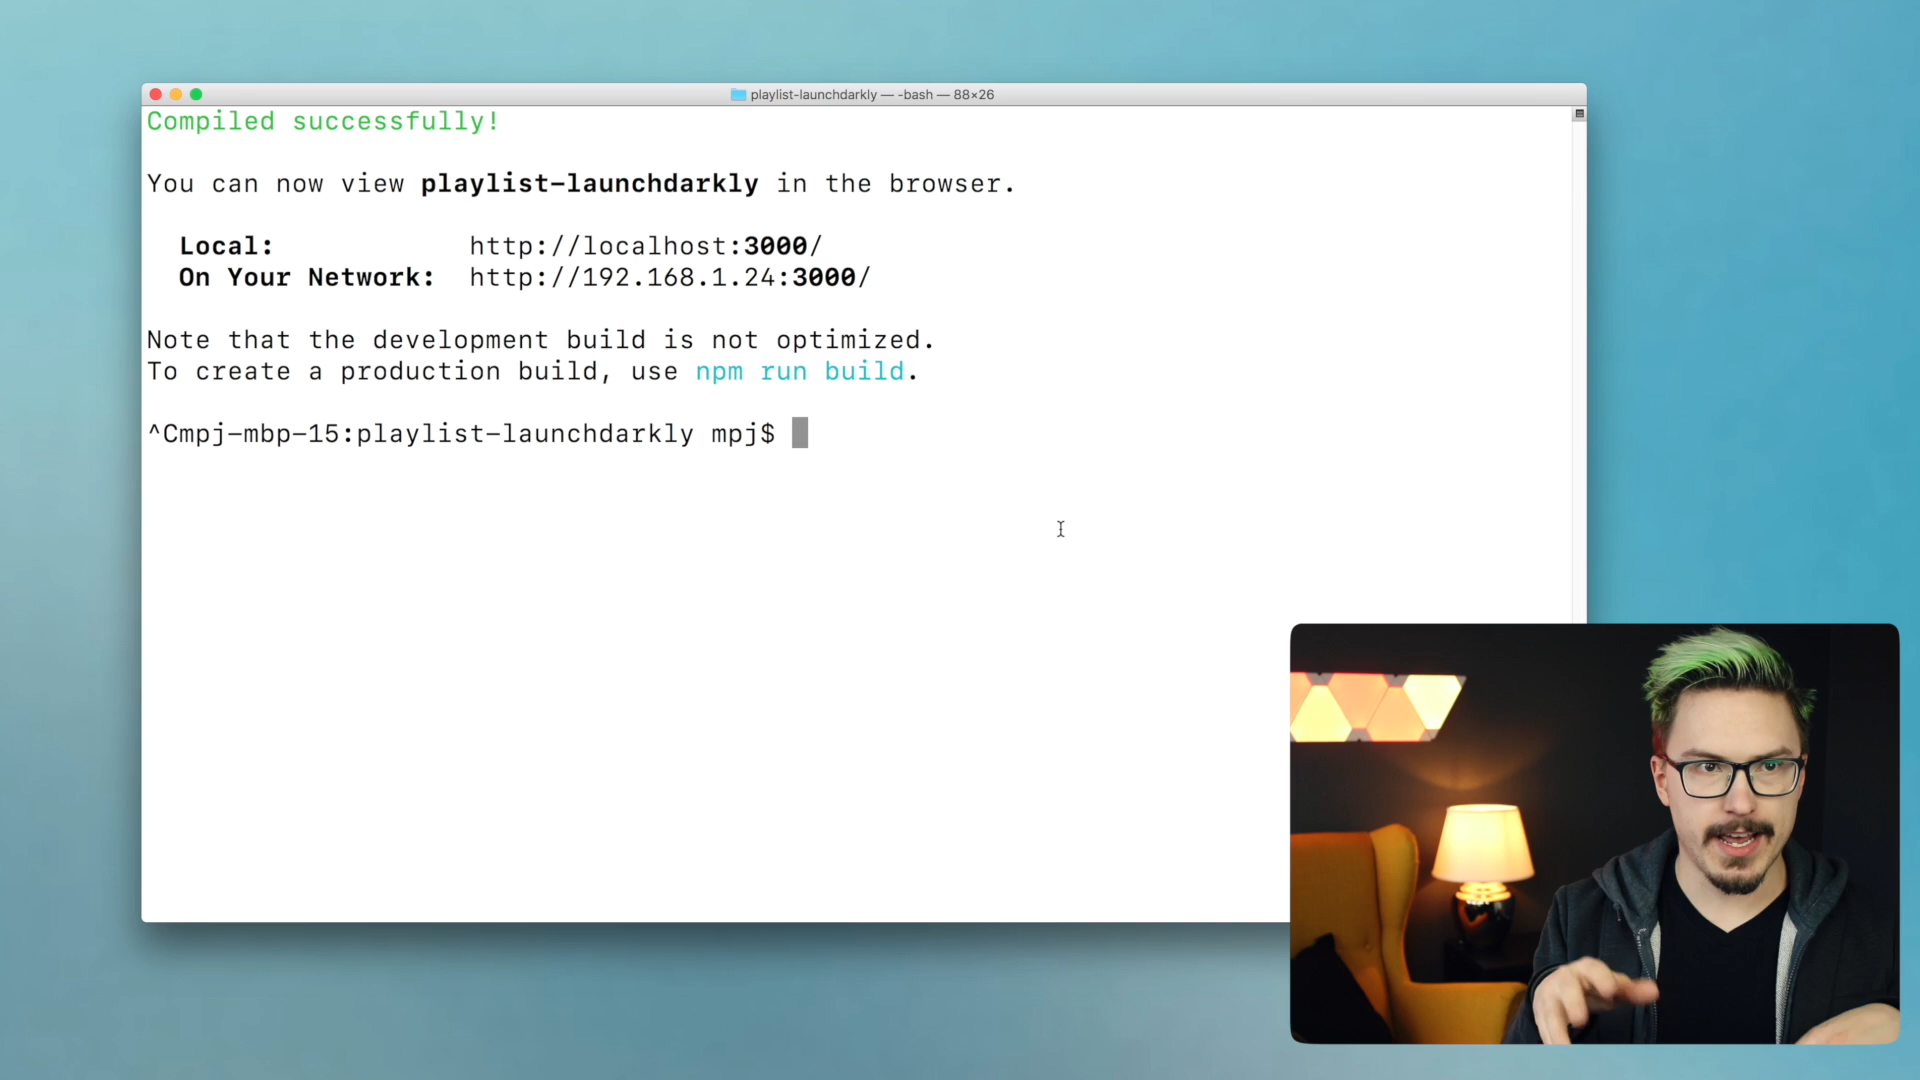 playlist-launchdarkly — -bash — 88×26
Compiled successfully!
You can now view playlist-launchdarkly in the browser.
Local: http://localhost:3000/
On Your Network: http://192.168.1.24:3000/
Note that the development build is not optimized.
To create a production build, use npm run build.
^Cmpj-mbp-15:playlist-launchdarkly mpj$